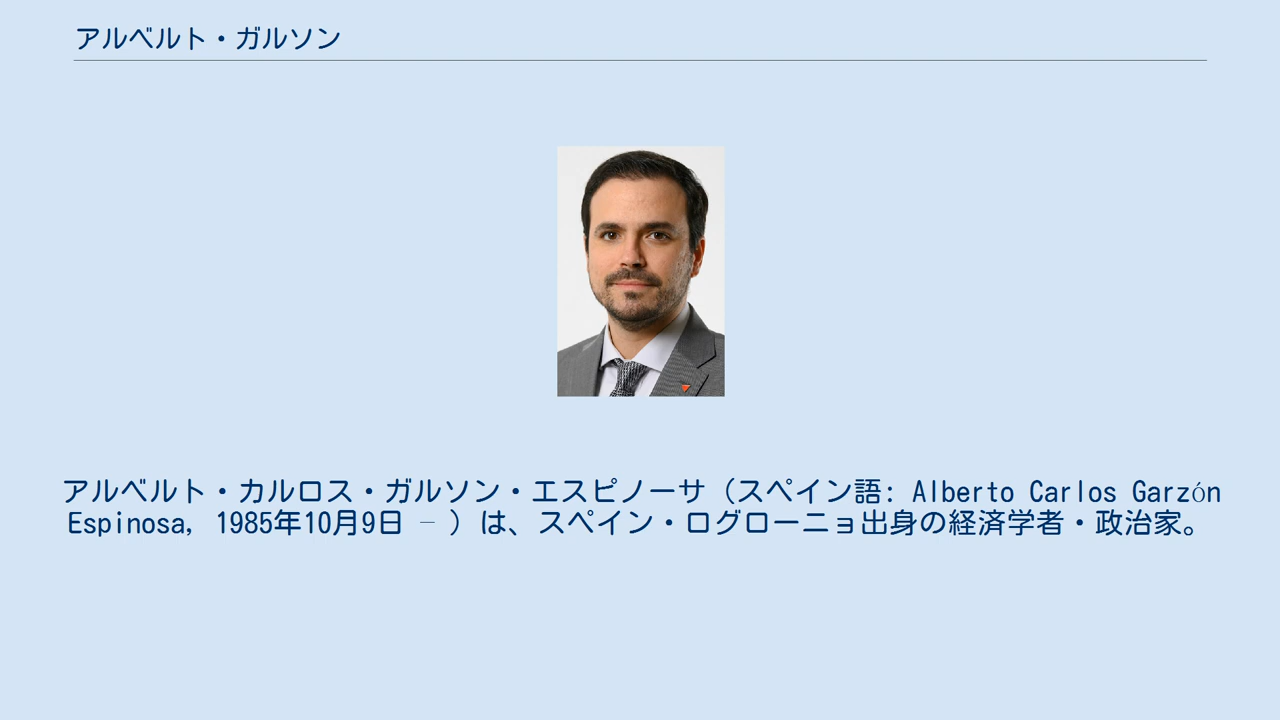 アルベルト・ガルソン
アルベルト・カルロス・ガルソン・エスピノーサ（スペイン語: Alberto Carlos Garzón
Espinosa, 1985年10月9日 – ）は、スペイン・ログローニョ出身の経済学者・政治家。